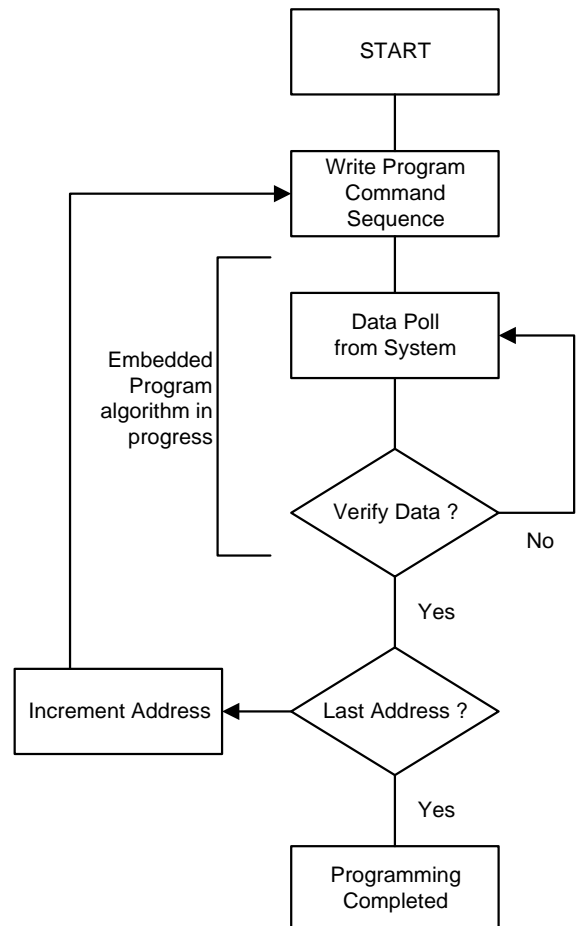 START
Write Program
Command
Sequence
Data Poll
from System
Embedded
Program
algorithm in
progress
Verify Data ?
No
Yes
Increment Address
Last Address ?
Yes
Programming
Completed